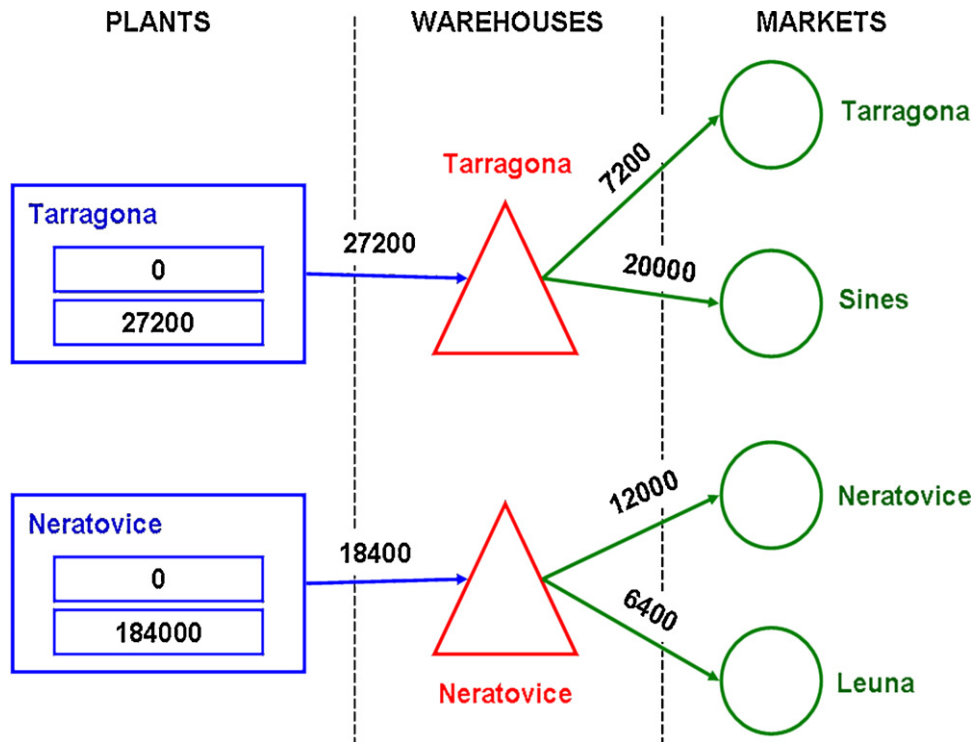 PLANTS
WAREHOUSES
MARKETS
Tarragona
0
27200
27200
Tarragona
7200
20000
Tarragona
Sines
Neratovice
0
184000
18400
Neratovice
12000
6400
Neratovice
Leuna